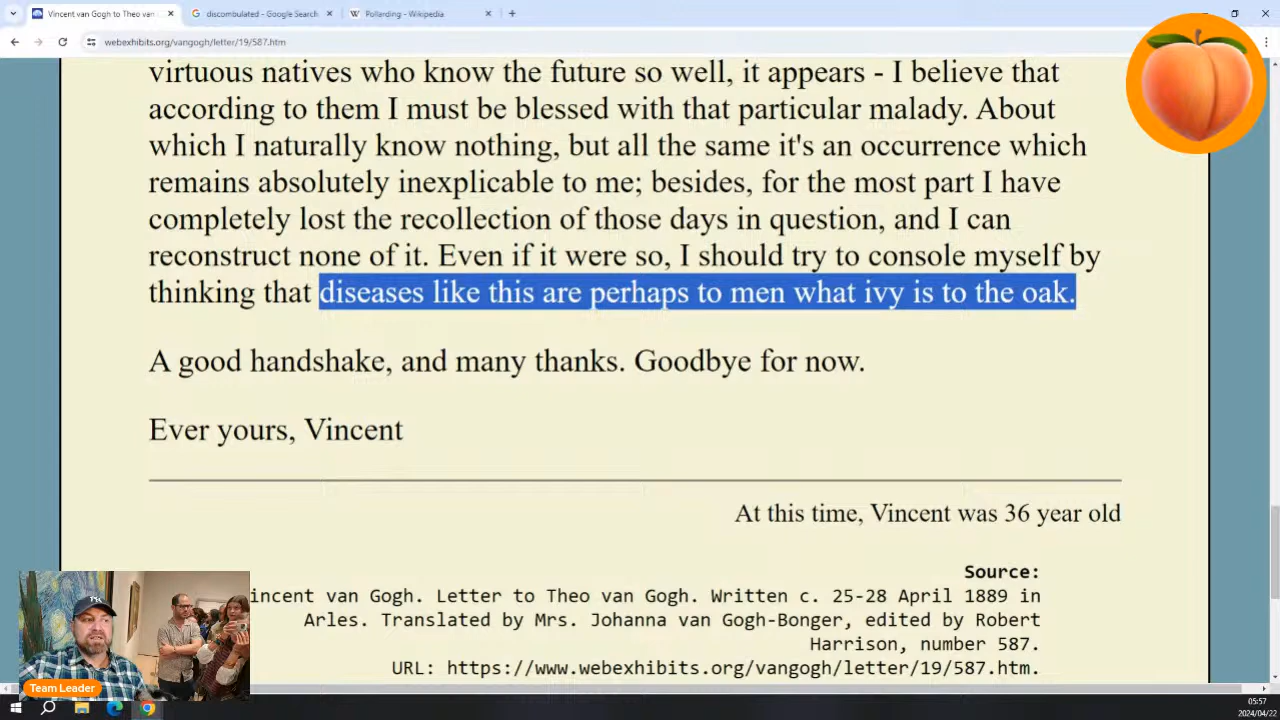 Vincent van Gogh to Theo van
discombulated - Google Search
Pollarding - Wikipedia
webexhibits.org/vangogh/letter/19/587.htm
virtuous natives who know the future so well, it appears - I believe that
according to them I must be blessed with that particular malady. About
which I naturally know nothing, but all the same it's an occurrence which
remains absolutely inexplicable to me; besides, for the most part I have
completely lost the recollection of those days in question, and I can
reconstruct none of it. Even if it were so, I should try to console myself by
thinking that diseases like this are perhaps to men what ivy is to the oak.
A good handshake, and many thanks. Goodbye for now.
Ever yours, Vincent
At this time, Vincent was 36 year old
Source:
incent van Gogh. Letter to Theo van Gogh. Written c. 25-28 April 1889 in
Arles. Translated by Mrs. Johanna van Gogh-Bonger, edited by Robert
Harrison, number 587.
URL: https://www.webexhibits.org/vangogh/letter/19/587.htm.
Team Leader
05:57
2024/04/22